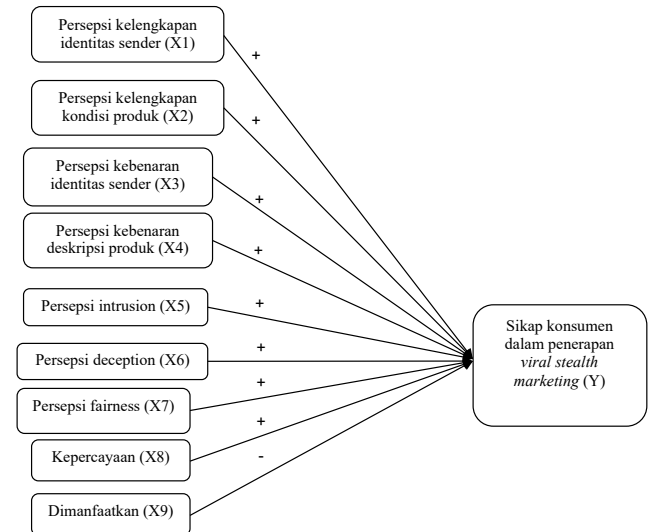 Persepsi kelengkapan
identitas sender (X1)
+
Persepsi kelengkapan
kondisi produk (X2)
+
Persepsi kebenaran
identitas sender (X3)
+
Persepsi kebenaran
deskripsi produk (X4)
+
Persepsi intrusion (X5)
+
Persepsi deception (X6)
+
Persepsi fairness (X7)
+
Kepercayaan (X8)
+
-
Dimanfaatkan (X9)
Sikap konsumen
dalam penerapan
viral stealth
marketing (Y)